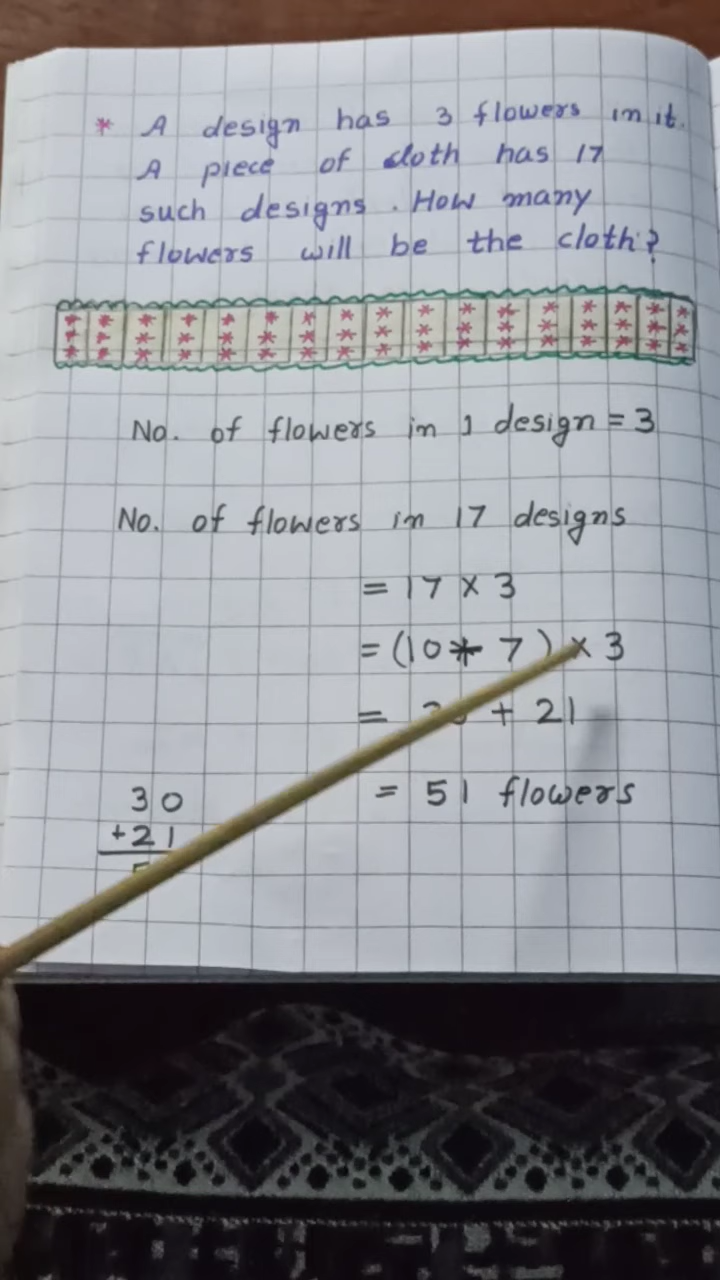 * A design has 3 flowers in it.
A piece of cloth has 17
such designs. How many
flowers will be the cloth?
No. of flowers in 1 design = 3
No. of flowers in 17 designs
= 17 × 3
= (10 + 7) × 3
= + 21
= 51 flowers
30
+21